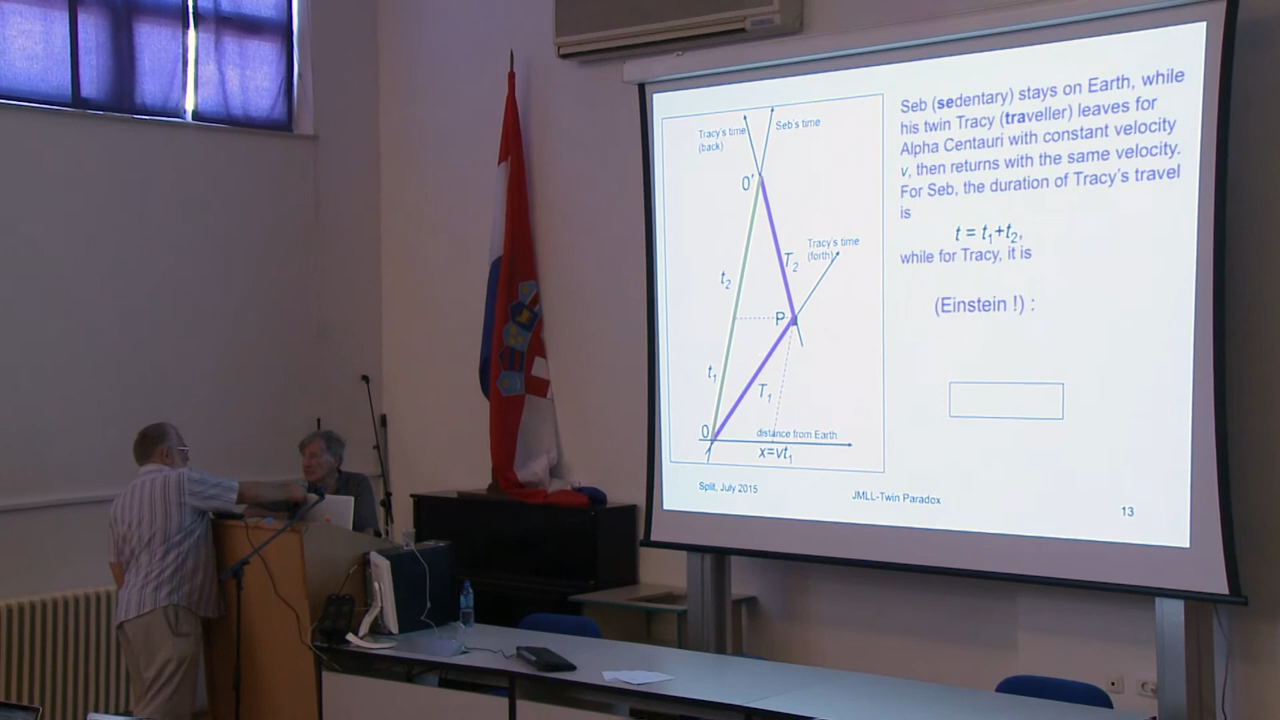 Seb (sedentary) stays on Earth, while
his twin Tracy (traveller) leaves for
Alpha Centauri with constant velocity
v, then returns with the same velocity.
For Seb, the duration of Tracy's travel
is
t = t₁+t₂,
while for Tracy, it is
(Einstein !) :
Tracy's time
(back)
Seb's time
O'
Tracy's time
(forth)
T₂
t₂
P
t₁
T₁
O
distance from Earth
x=vt₁
Split, July 2015
JMLL-Twin Paradox
13